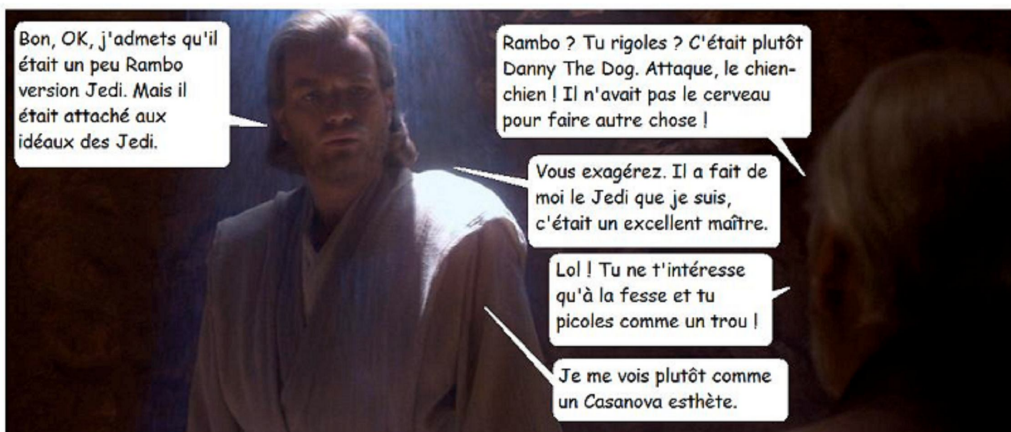 Bon, OK, j'admets qu'il
était un peu Rambo
version Jedi. Mais il
était attaché aux
idéaux des Jedi.
Rambo ? Tu rigoles ? C'était plutôt
Danny The Dog. Attaque, le chien-
chien ! Il n'avait pas le cerveau
pour faire autre chose !
Vous exagérez. Il a fait de
moi le Jedi que je suis,
c'était un excellent maître.
Lol ! Tu ne t'intéresse
qu'à la fesse et tu
picoles comme un trou !
Je me vois plutôt comme
un Casanova esthète.